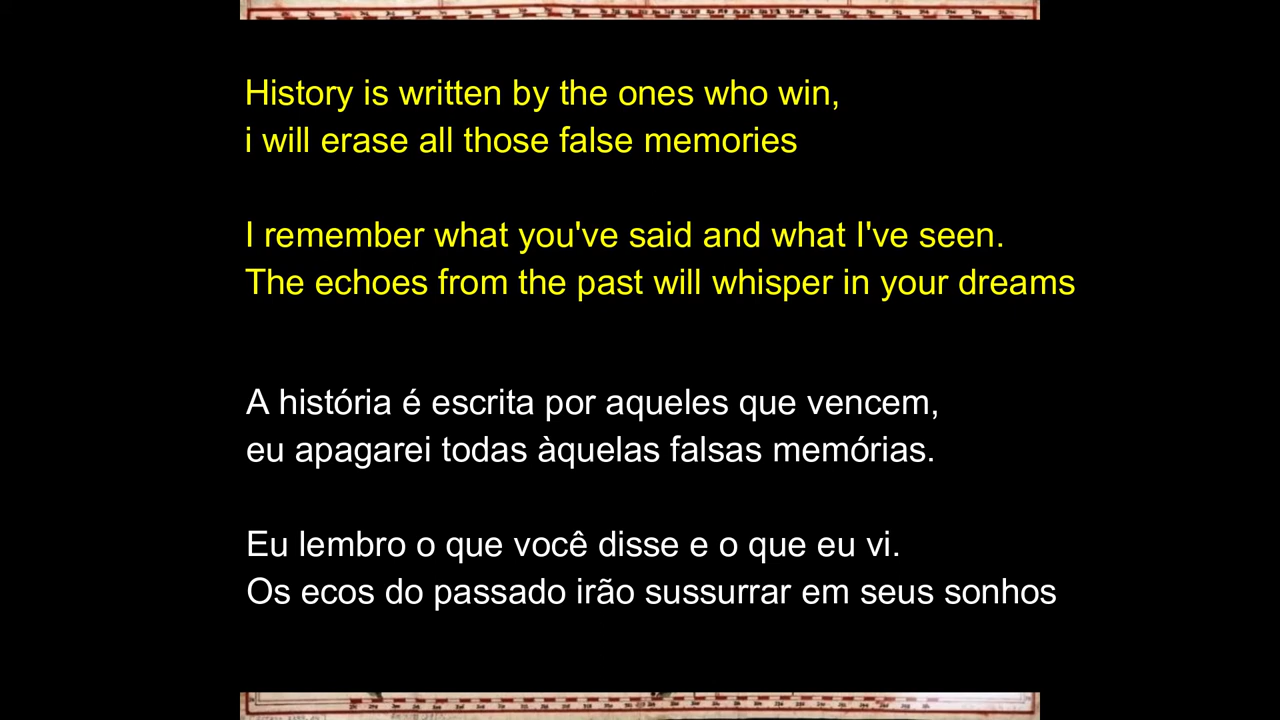 History is written by the ones who win,
i will erase all those false memories
I remember what you've said and what I've seen.
The echoes from the past will whisper in your dreams
A história é escrita por aqueles que vencem,
eu apagarei todas àquelas falsas memórias.
Eu lembro o que você disse e o que eu vi.
Os ecos do passado irão sussurrar em seus sonhos